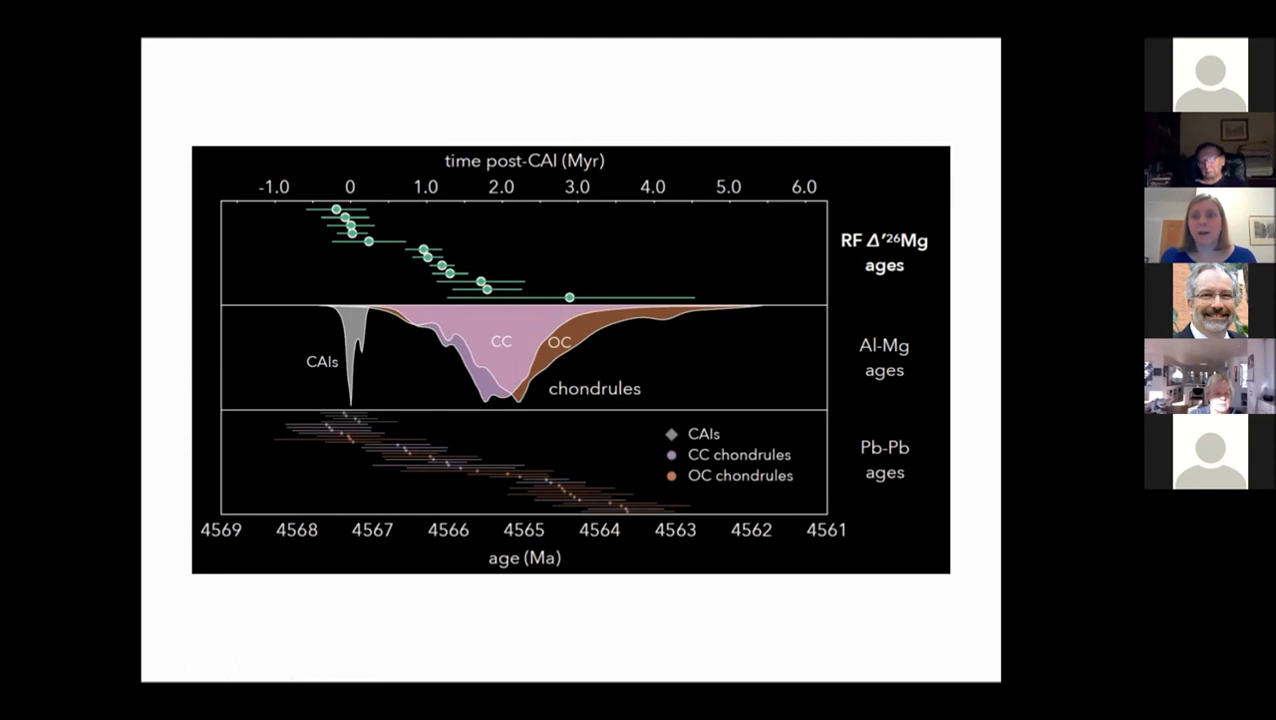 time post-CAI (Myr)
-1.0 0 1.0 2.0 3.0 4.0 5.0 6.0
RF Δ′²⁶Mg
ages
CAIs
CC
OC
chondrules
Al-Mg
ages
CAIs
CC chondrules
OC chondrules
Pb-Pb
ages
4569 4568 4567 4566 4565 4564 4563 4562 4561
age (Ma)